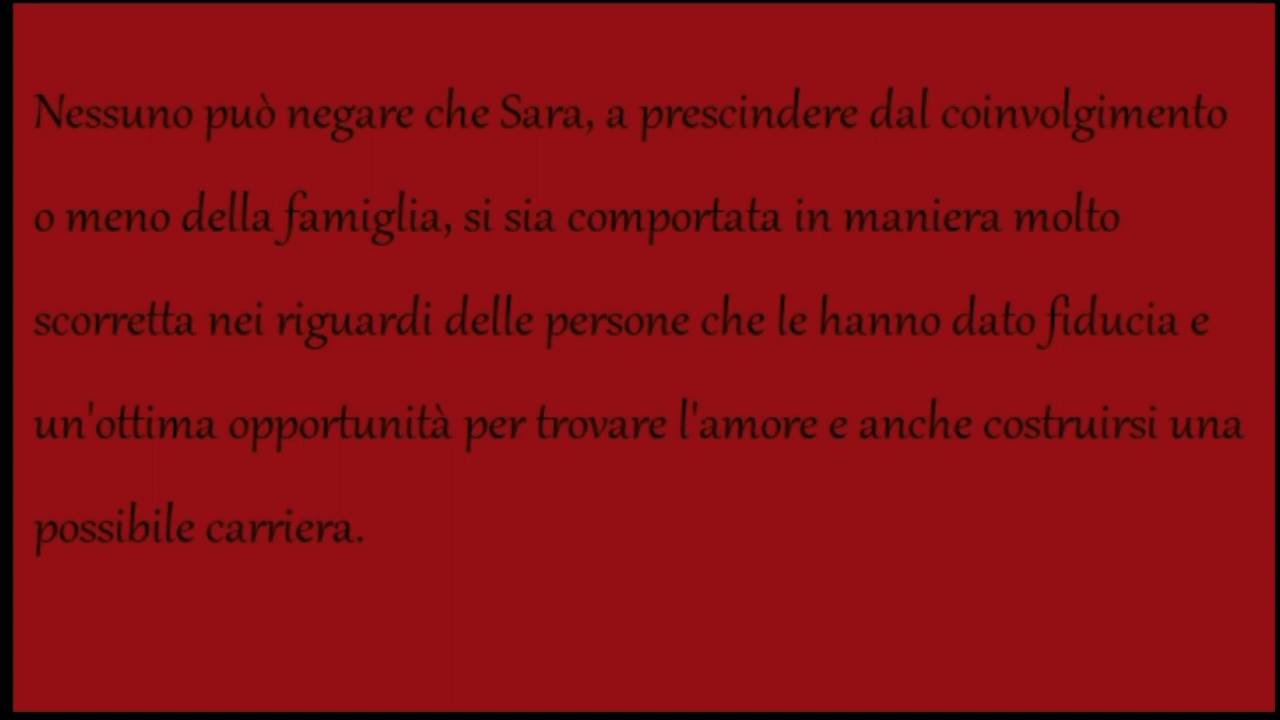 Nessuno può negare che Sara, a prescindere dal coinvolgimento
o meno della famiglia, si sia comportata in maniera molto
scorretta nei riguardi delle persone che le hanno dato fiducia e
un'ottima opportunità per trovare l'amore e anche costruirsi una
possibile carriera.